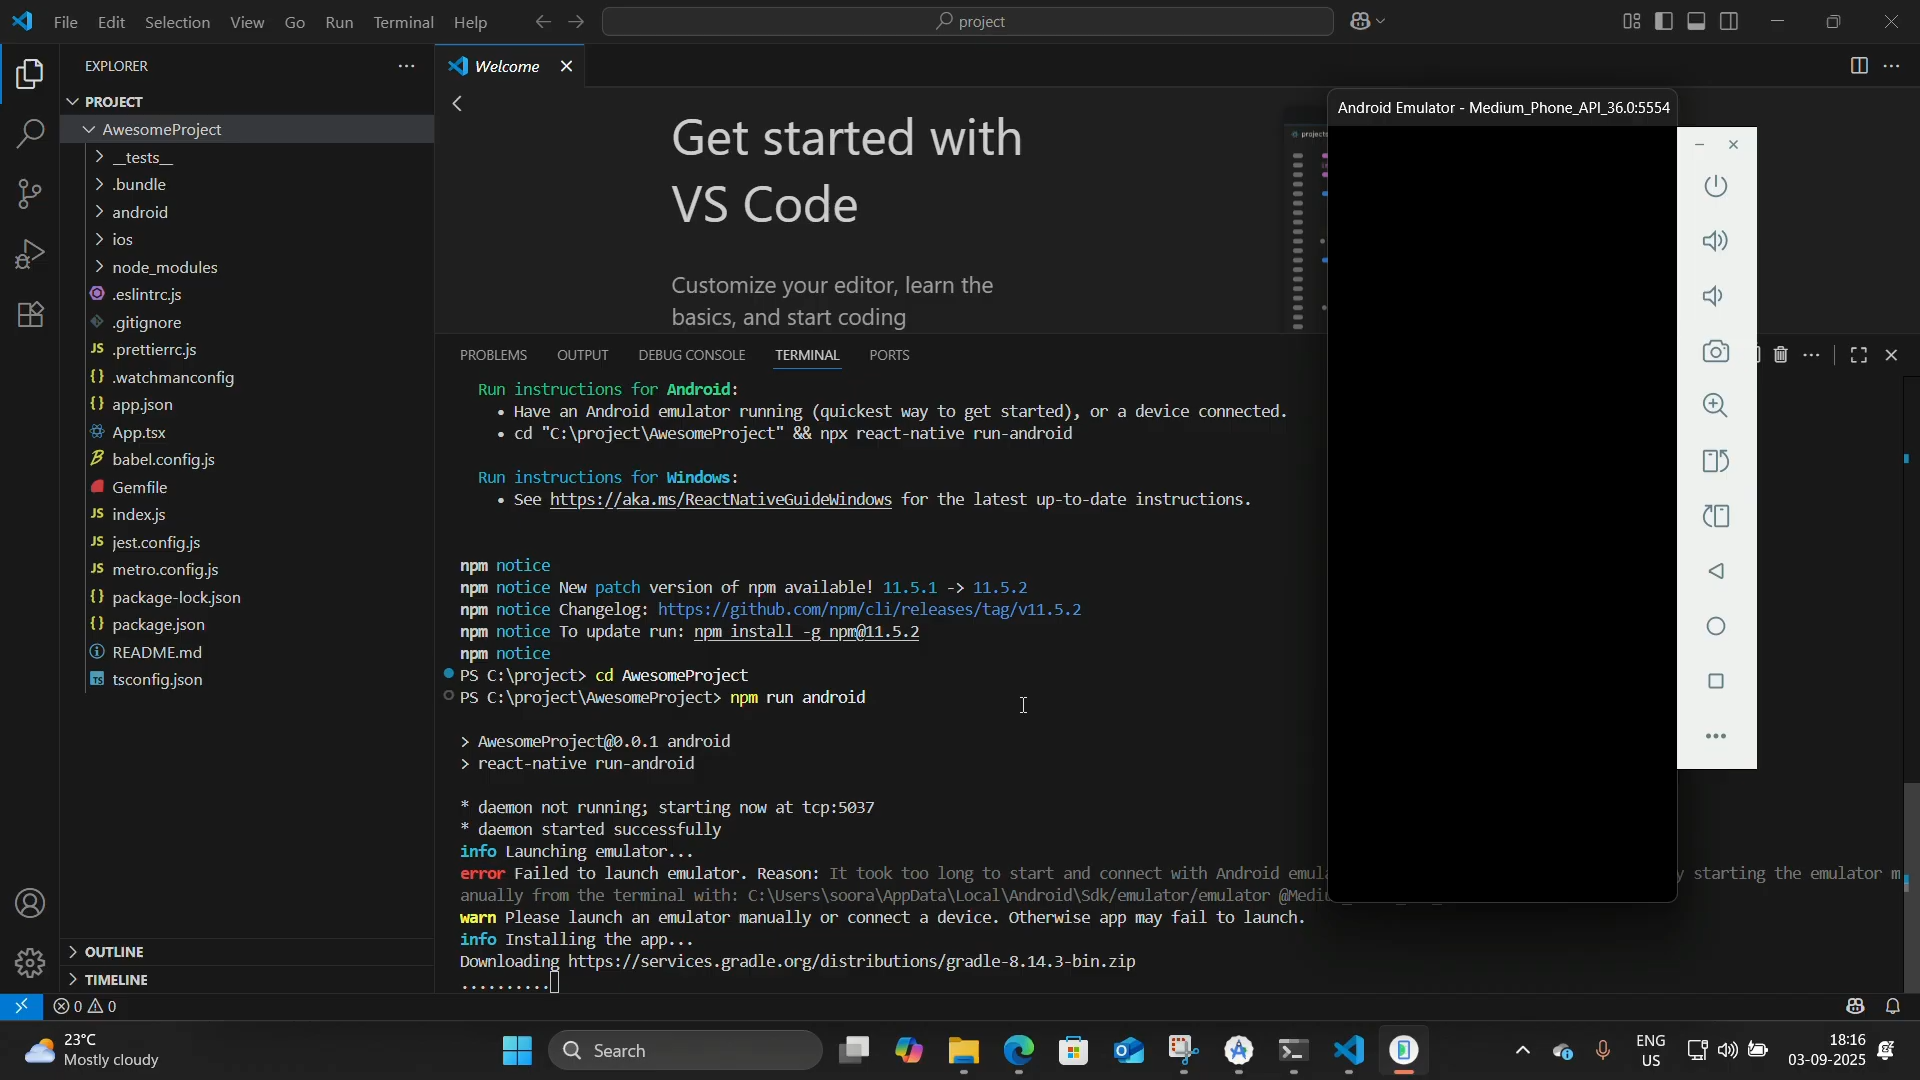 File Edit Selection View Go Run Terminal Help
project
EXPLORER
PROJECT
AwesomeProject
__tests__
.bundle
android
ios
node_modules
.eslintrc.js
.gitignore
.prettierrc.js
.watchmanconfig
app.json
App.tsx
babel.config.js
Gemfile
index.js
jest.config.js
metro.config.js
package-lock.json
package.json
README.md
tsconfig.json
OUTLINE
TIMELINE
Welcome
Get started with
VS Code
Customize your editor, learn the
basics, and start coding
PROBLEMS OUTPUT DEBUG CONSOLE TERMINAL PORTS
Run instructions for Android:
• Have an Android emulator running (quickest way to get started), or a device connected.
• cd "C:\project\AwesomeProject" && npx react-native run-android
Run instructions for Windows:
• See https://aka.ms/ReactNativeGuideWindows for the latest up-to-date instructions.
npm notice
npm notice New patch version of npm available! 11.5.1 -> 11.5.2
npm notice Changelog: https://github.com/npm/cli/releases/tag/v11.5.2
npm notice To update run: npm install -g npm@11.5.2
npm notice
PS C:\project> cd AwesomeProject
PS C:\project\AwesomeProject> npm run android
> AwesomeProject@0.0.1 android
> react-native run-android
* daemon not running; starting now at tcp:5037
* daemon started successfully
info Launching emulator...
error Failed to launch emulator. Reason: It took too long to start and connect with Android emul y starting the emulator m
anually from the terminal with: C:\Users\soora\AppData\Local\Android\Sdk/emulator/emulator @Medi
warn Please launch an emulator manually or connect a device. Otherwise app may fail to launch.
info Installing the app...
Downloading https://services.gradle.org/distributions/gradle-8.14.3-bin.zip
..........
Android Emulator - Medium_Phone_API_36.0:5554
0 0
23°C
Mostly cloudy
Search
ENG
US
18:16
03-09-2025